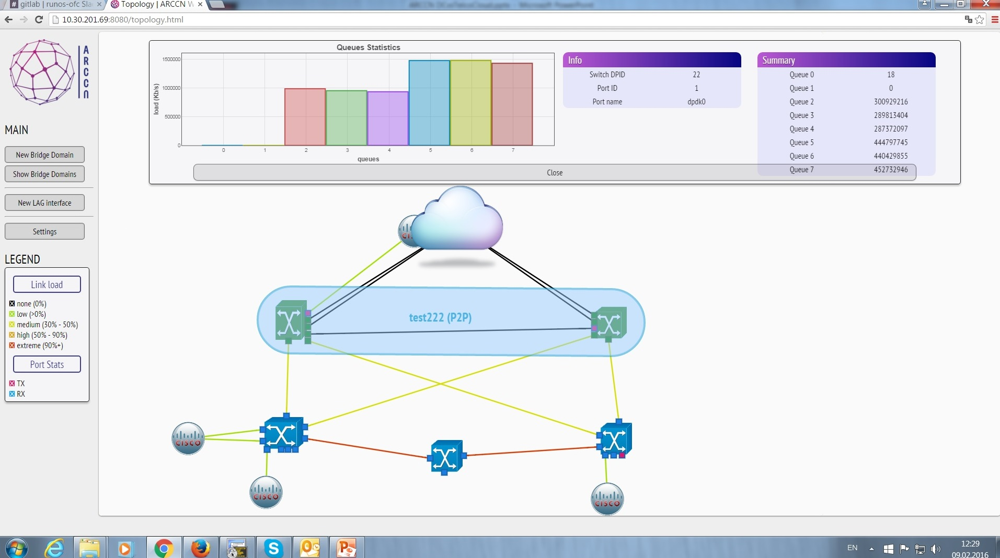 gitlab | runos-ofc Sla
Topology | ARCCN W
ARCCN
Microsoft PowerPoint
10.30.201.69:8080/topology.html
ARCCN
MAIN
New Bridge Domain
Show Bridge Domains
New LAG interface
Settings
LEGEND
Link load
none (0%)
low (>0%)
medium (30% - 50%)
high (50% - 90%)
extreme (90%+)
Port Stats
TX
RX
Queues Statistics
load (Kb/s)
1500000
1000000
500000
0
0 1 2 3 4 5 6 7
queues
Info
Switch DPID 22
Port ID 1
Port name dpdk0
Summary
Queue 0 18
Queue 1 0
Queue 2 300929216
Queue 3 289813404
Queue 4 287372097
Queue 5 444797745
Queue 6 440429855
Queue 7 452732946
Close
CI
test222 (P2P)
CISCO
CISCO
CISCO
EN
12:29
09.02.2016